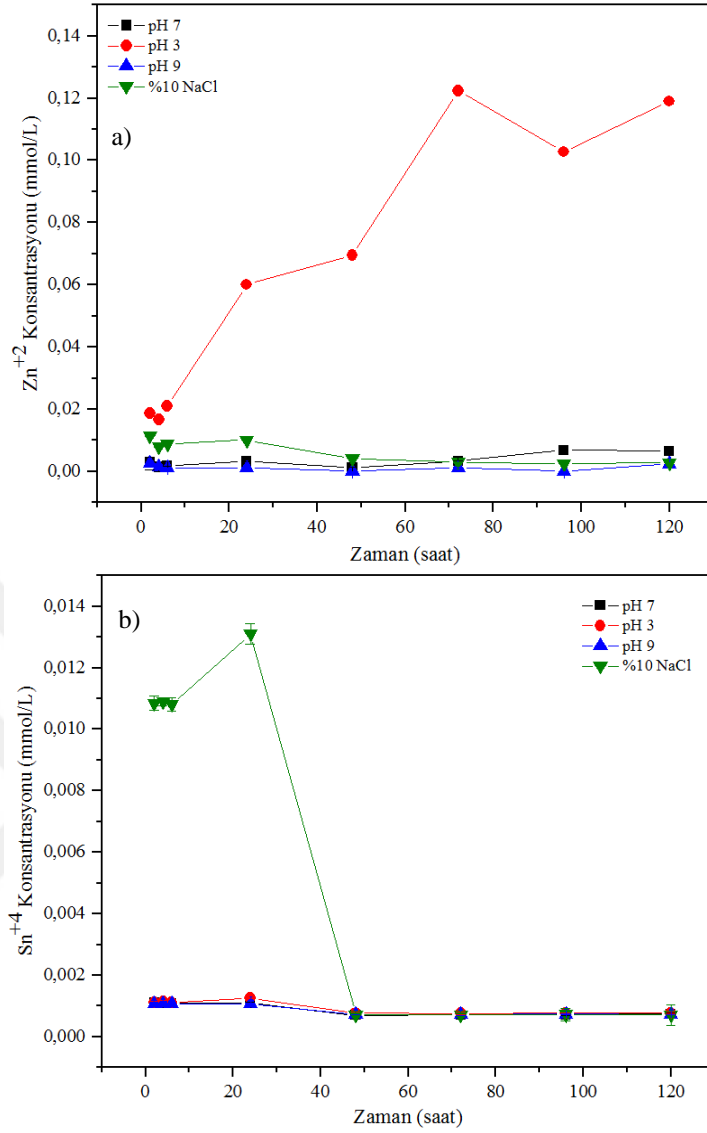 0,14
0,12
0,10
0,08
0,06
0,04
0,02
0,00
Zn+2 Konsantrasyonu (mmol/L)
pH 7
pH 3
pH 9
%10 NaCl
a)
0 20 40 60 80 100 120
Zaman (saat)
0,014
0,012
0,010
0,008
0,006
0,004
0,002
0,000
Sn+4 Konsantrasyonu (mmol/L)
b)
pH 7
pH 3
pH 9
%10 NaCl
0 20 40 60 80 100 120
Zaman (saat)